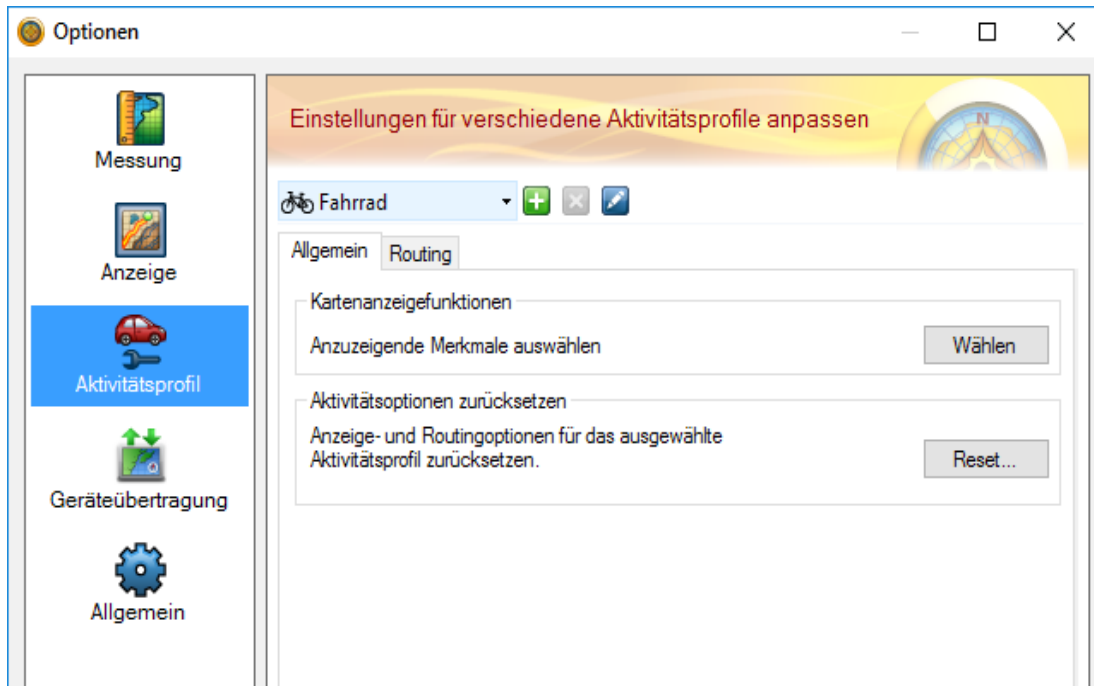 Optionen
Messung
Anzeige
Aktivitätsprofil
Geräteübertragung
Allgemein
Einstellungen für verschiedene Aktivitätsprofile anpassen
N
Fahrrad
Allgemein
Routing
Kartenanzeigefunktionen
Anzuzeigende Merkmale auswählen
Wählen
Aktivitätsoptionen zurücksetzen
Anzeige- und Routingoptionen für das ausgewählte
Aktivitätsprofil zurücksetzen.
Reset...